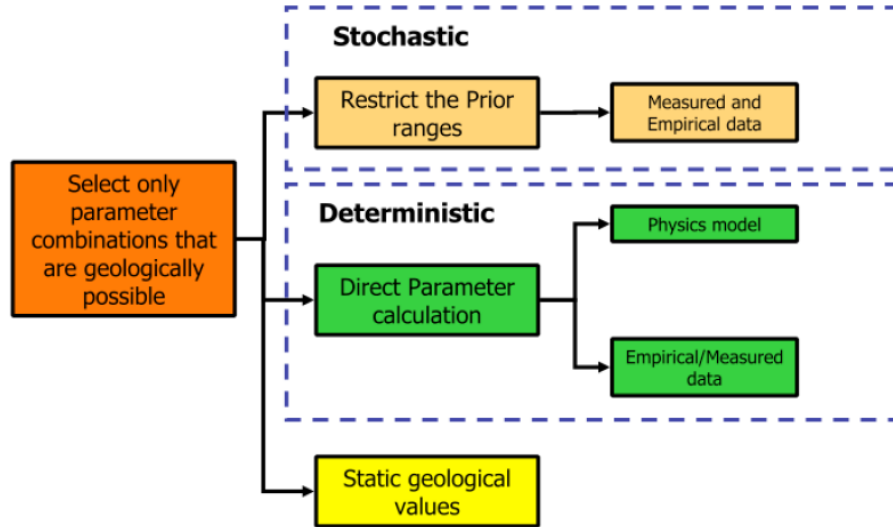 Stochastic
Restrict the Prior
ranges
Measured and
Empirical data
Select only
parameter
combinations that
are geologically
possible
Deterministic
Physics model
Direct Parameter
calculation
Empirical/Measured
data
Static geological
values